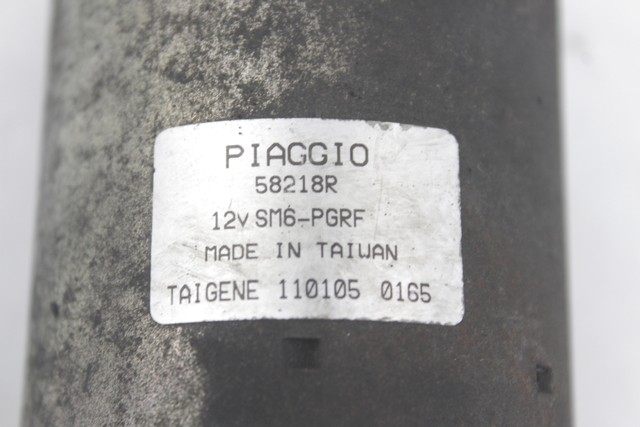 PIAGGIO
58218R
12v SM6-PGRF
MADE IN TAIWAN
TAIGENE 110105 0165